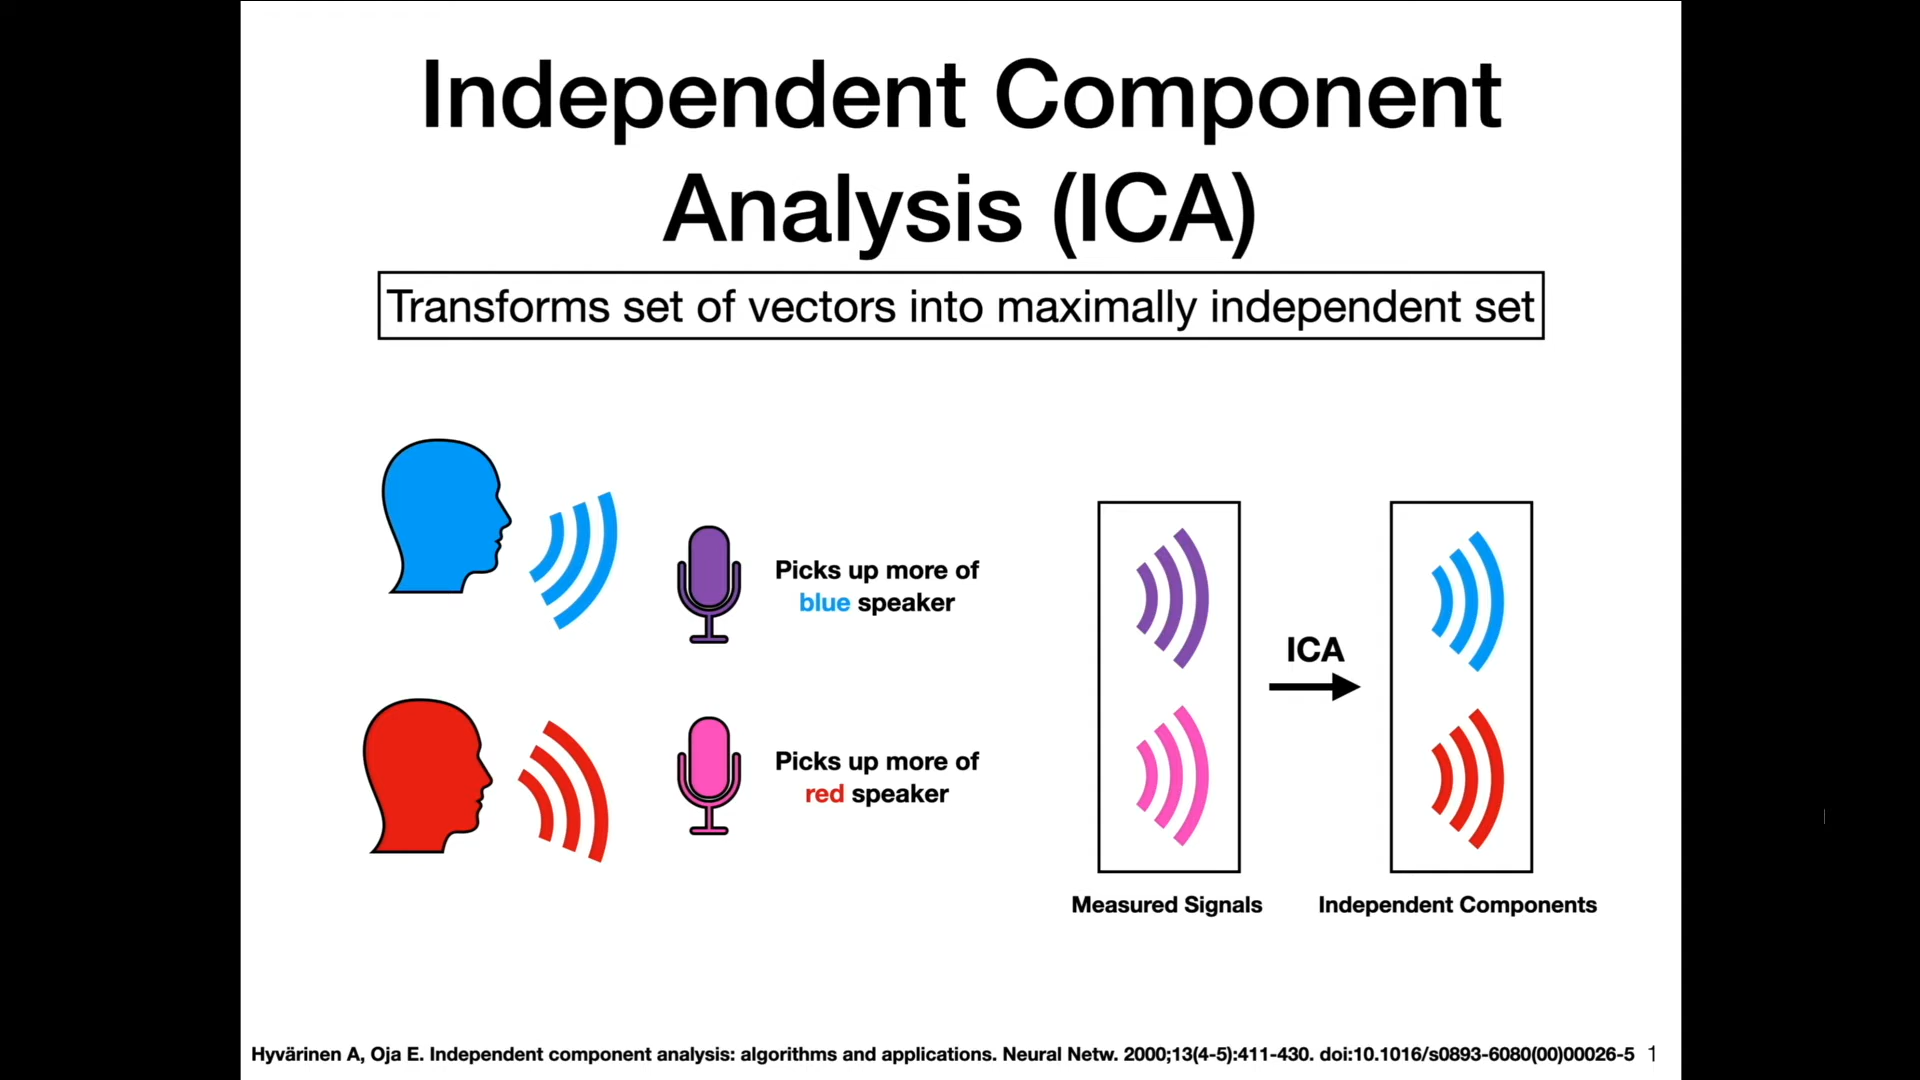 Independent Component
Analysis (ICA)
Transforms set of vectors into maximally independent set
Picks up more of
blue speaker
Picks up more of
red speaker
ICA
Measured Signals
Independent Components
Hyvärinen A, Oja E. Independent component analysis: algorithms and applications. Neural Netw. 2000;13(4-5):411-430. doi:10.1016/s0893-6080(00)00026-5 1